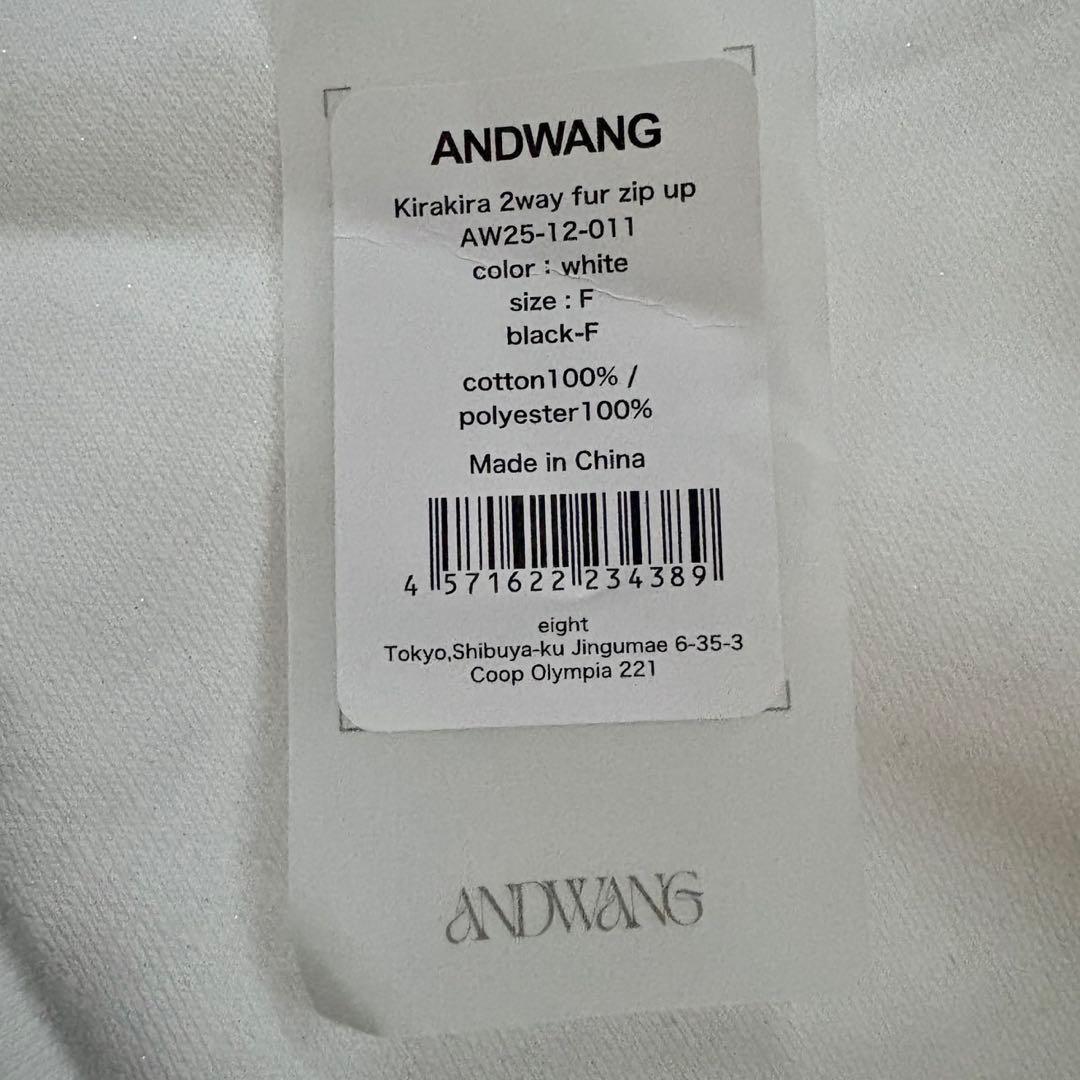 ANDWANG
Kirakira 2way fur zip up
AW25-12-011
color : white
size : F
black-F
cotton100% /
polyester100%
Made in China
4 571622 234389
eight
Tokyo,Shibuya-ku Jingumae 6-35-3
Coop Olympia 221
ANDWANG